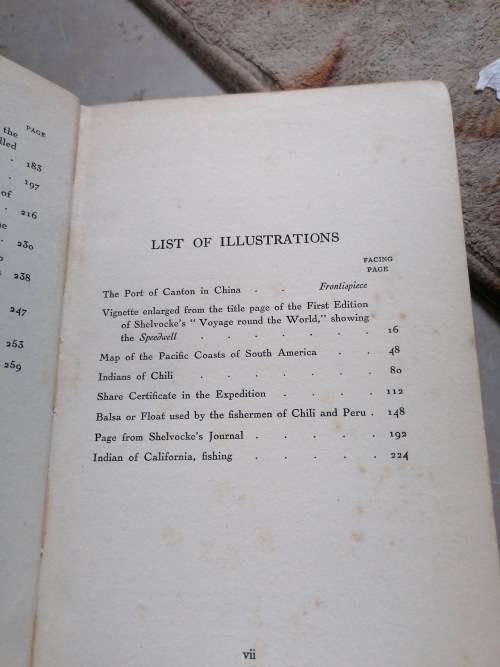 PAGE
the
lled
. 183
. 197
of
. 216
. 230
s 238
247
253
259
LIST OF ILLUSTRATIONS
FACING
PAGE
The Port of Canton in China . . Frontispiece
Vignette enlarged from the title page of the First Edition
of Shelvocke's " Voyage round the World," showing
the Speedwell . . . . . . 16
Map of the Pacific Coasts of South America . . 48
Indians of Chili . . . . . . 80
Share Certificate in the Expedition . . . . 112
Balsa or Float used by the fishermen of Chili and Peru . 148
Page from Shelvocke's Journal . . . . . 192
Indian of California, fishing . . . . . 224
vii